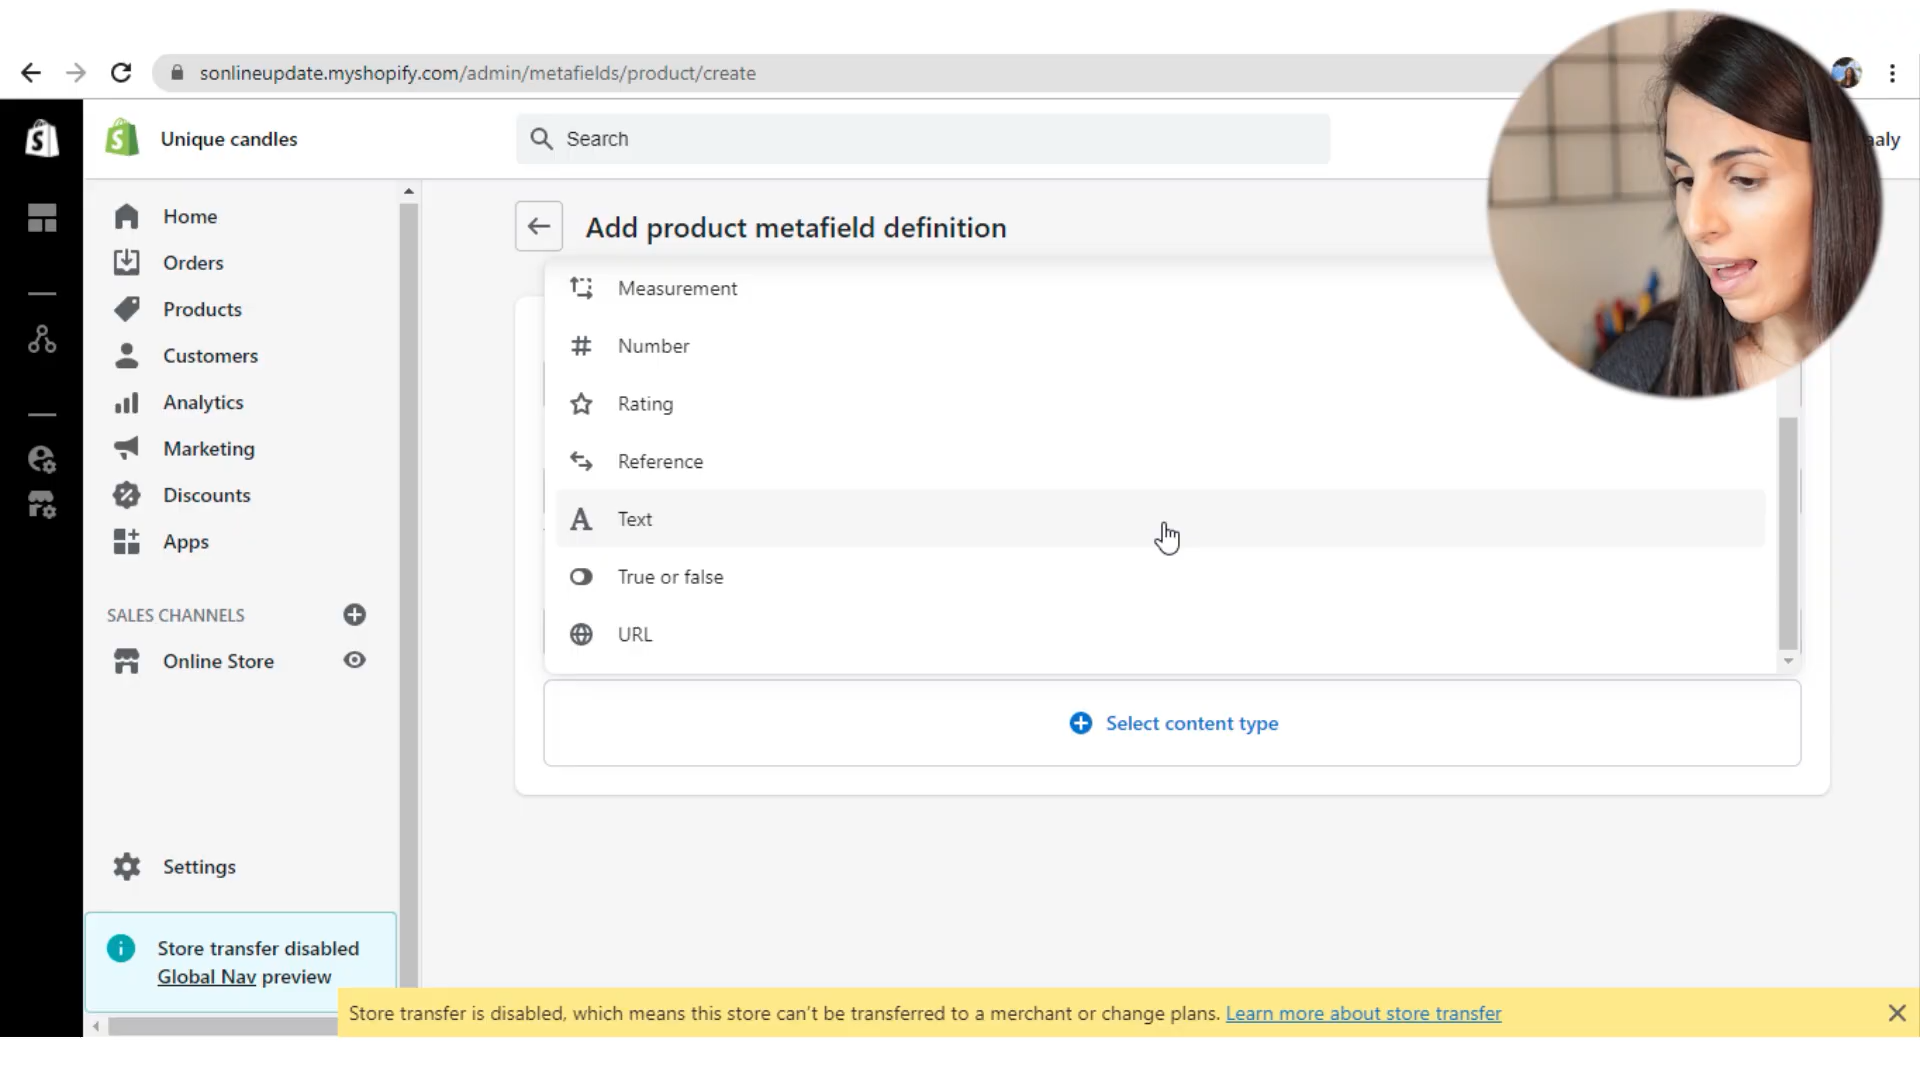 sonlineupdate.myshopify.com/admin/metafields/product/create
Unique candles
Search
aaly
Home
Orders
Products
Customers
Analytics
Marketing
Discounts
Apps
SALES CHANNELS
Online Store
Settings
Store transfer disabled
Global Nav preview
Add product metafield definition
Measurement
Number
Rating
Reference
Text
True or false
URL
Select content type
Store transfer is disabled, which means this store can't be transferred to a merchant or change plans. Learn more about store transfer